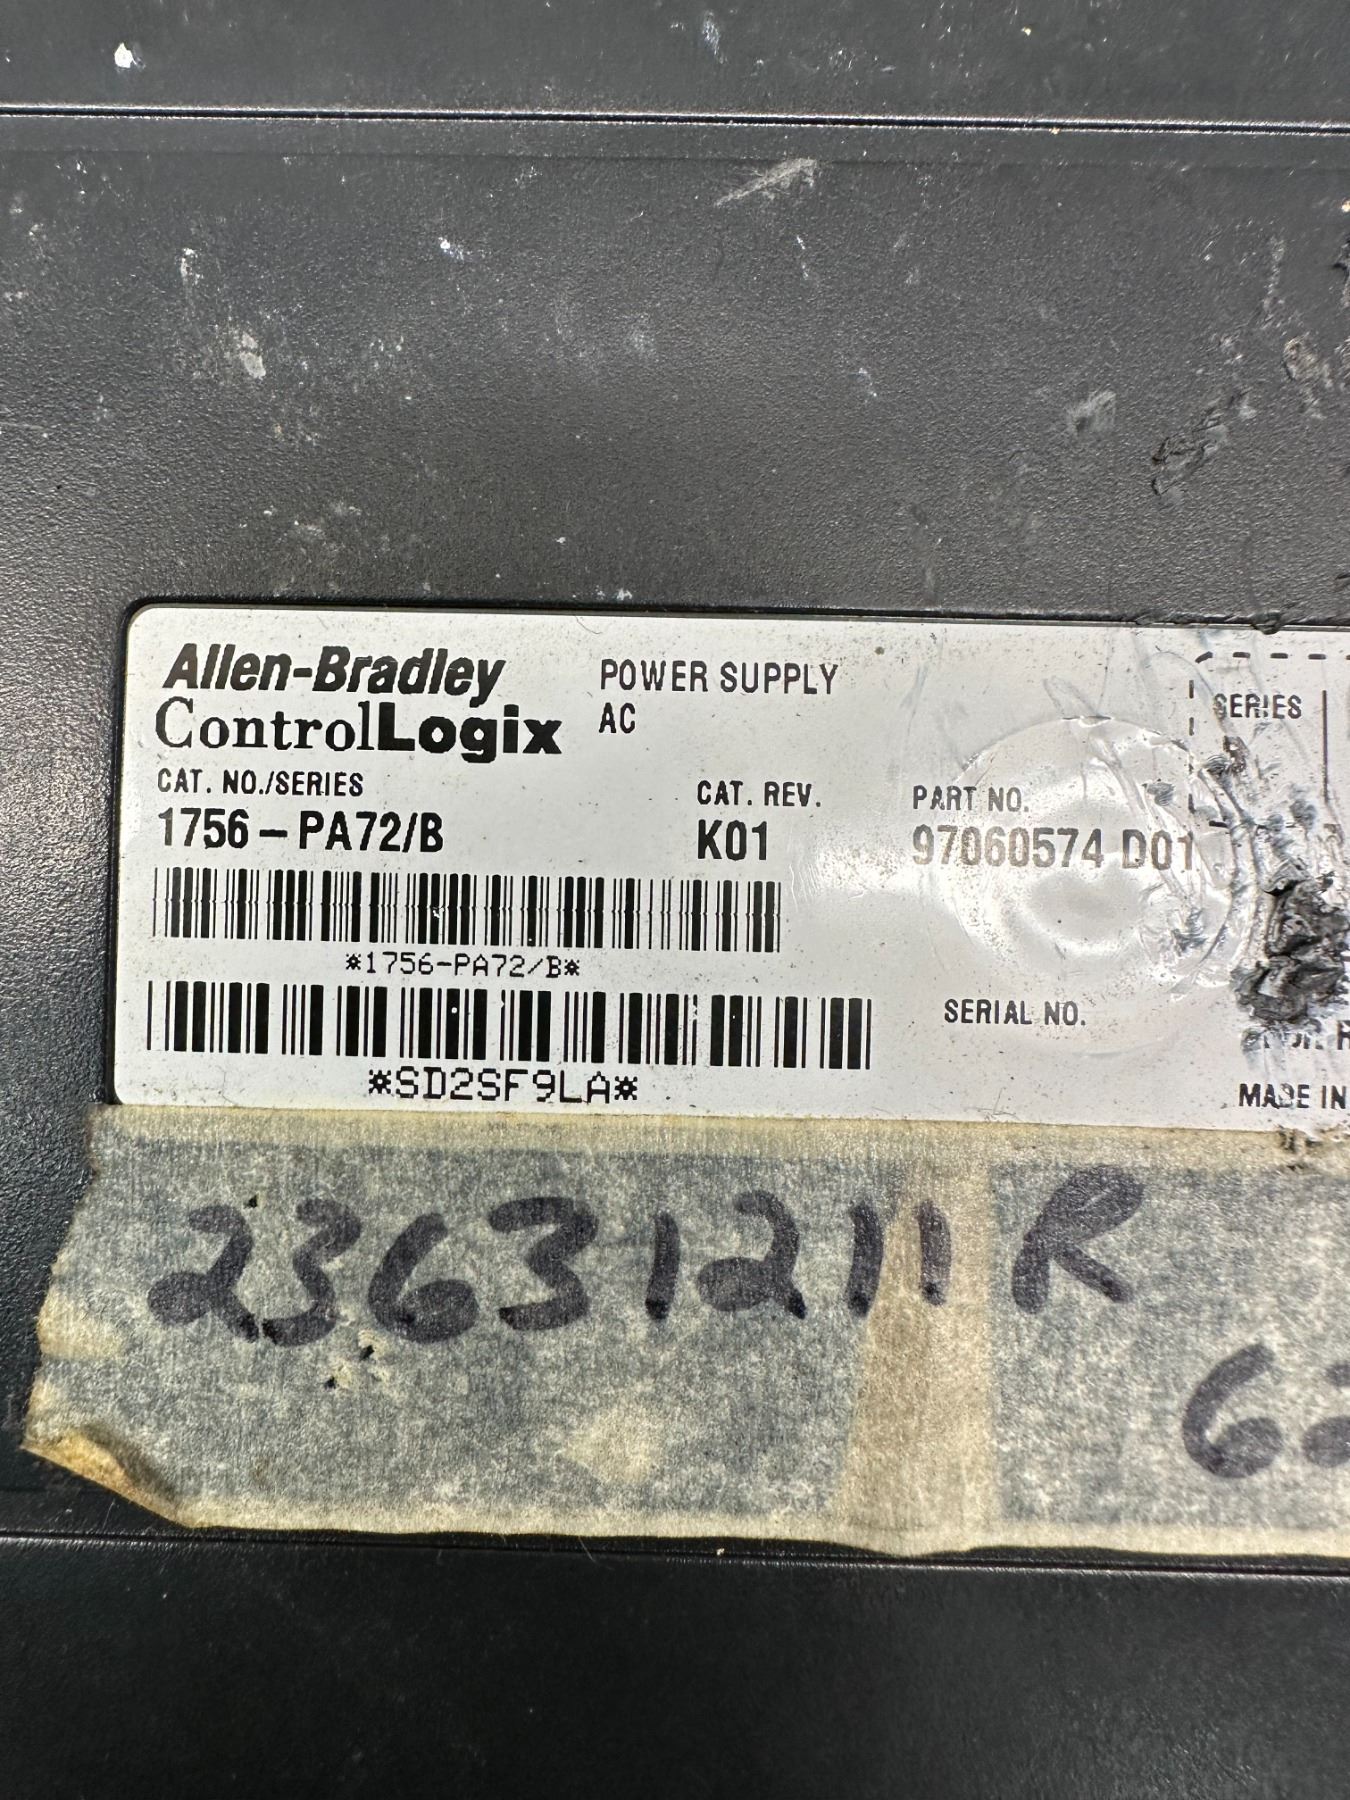 Allen-Bradley
ControlLogix
POWER SUPPLY
AC
SERIES
CAT. NO./SERIES
1756-PA72/B
CAT. REV.
K01
PART NO.
97060574 D01
*1756-PA72/B*
SERIAL NO.
*SD2SF9LA*
MADE IN
23631211 R